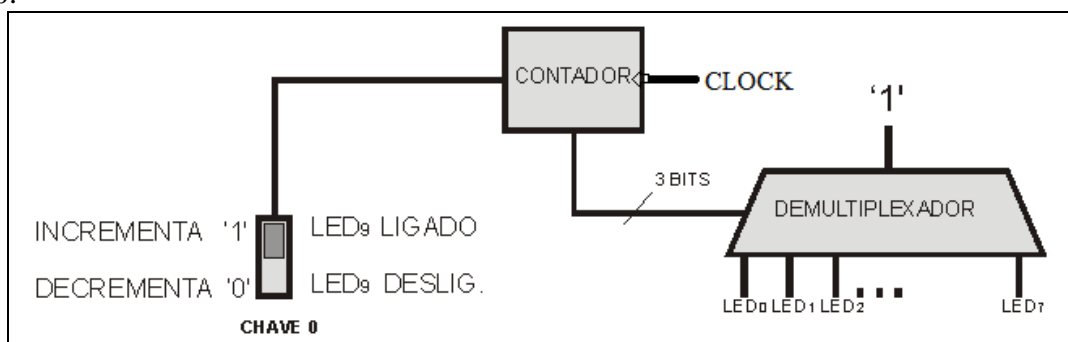 CONTADOR
CLOCK
'1'
3 BITS
DEMULTIPLEXADOR
INCREMENTA '1' LED9 LIGADO
DECREMENTA '0' LED9 DESLIG.
LED0 LED1 LED2 ... LED7
CHAVE 0